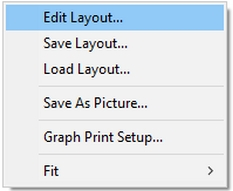 Edit Layout...
Save Layout...
Load Layout...
Save As Picture...
Graph Print Setup...
Fit